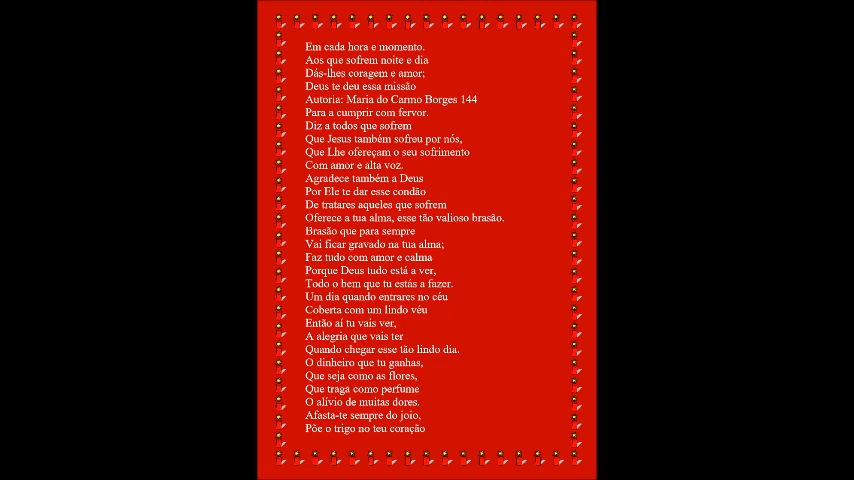 Em cada hora e momento.
Aos que sofrem noite e dia
Dás-lhes coragem e amor;
Deus te deu essa missão
Autoria: Maria do Carmo Borges 144
Para a cumprir com fervor.
Diz a todos que sofrem
Que Jesus também sofreu por nós,
Que Lhe ofereçam o seu sofrimento
Com amor e alta voz.
Agradece também a Deus
Por Ele te dar esse condão
De tratares aqueles que sofrem
Oferece a tua alma, esse tão valioso brasão.
Brasão que para sempre
Vai ficar gravado na tua alma;
Faz tudo com amor e calma
Porque Deus tudo está a ver,
Todo o bem que tu estás a fazer.
Um dia quando entrares no céu
Coberta com um lindo véu
Então aí tu vais ver,
A alegria que vais ter
Quando chegar esse tão lindo dia.
O dinheiro que tu ganhas,
Que seja como as flores,
Que traga como perfume
O alívio de muitas dores.
Afasta-te sempre do joio,
Põe o trigo no teu coração